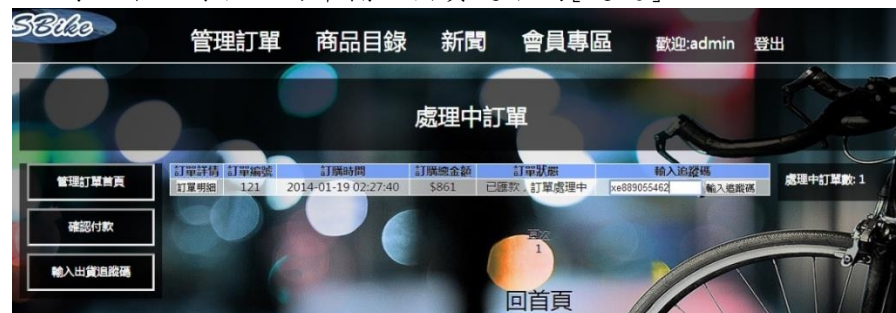 SBike
管理訂單 商品目錄 新聞 會員專區 歡迎:admin 登出
處理中訂單
管理訂單首頁
確認付款
輸入出貨追蹤碼
訂單詳情 訂單編號 訂購時間 訂購總金額 訂單狀態 輸入追蹤碼
訂單明細 121 2014-01-19 02:27:40 $861 已匯款，訂單處理中 xe889055462 輸入追蹤碼
處理中訂單數: 1
頁次
1
回首頁